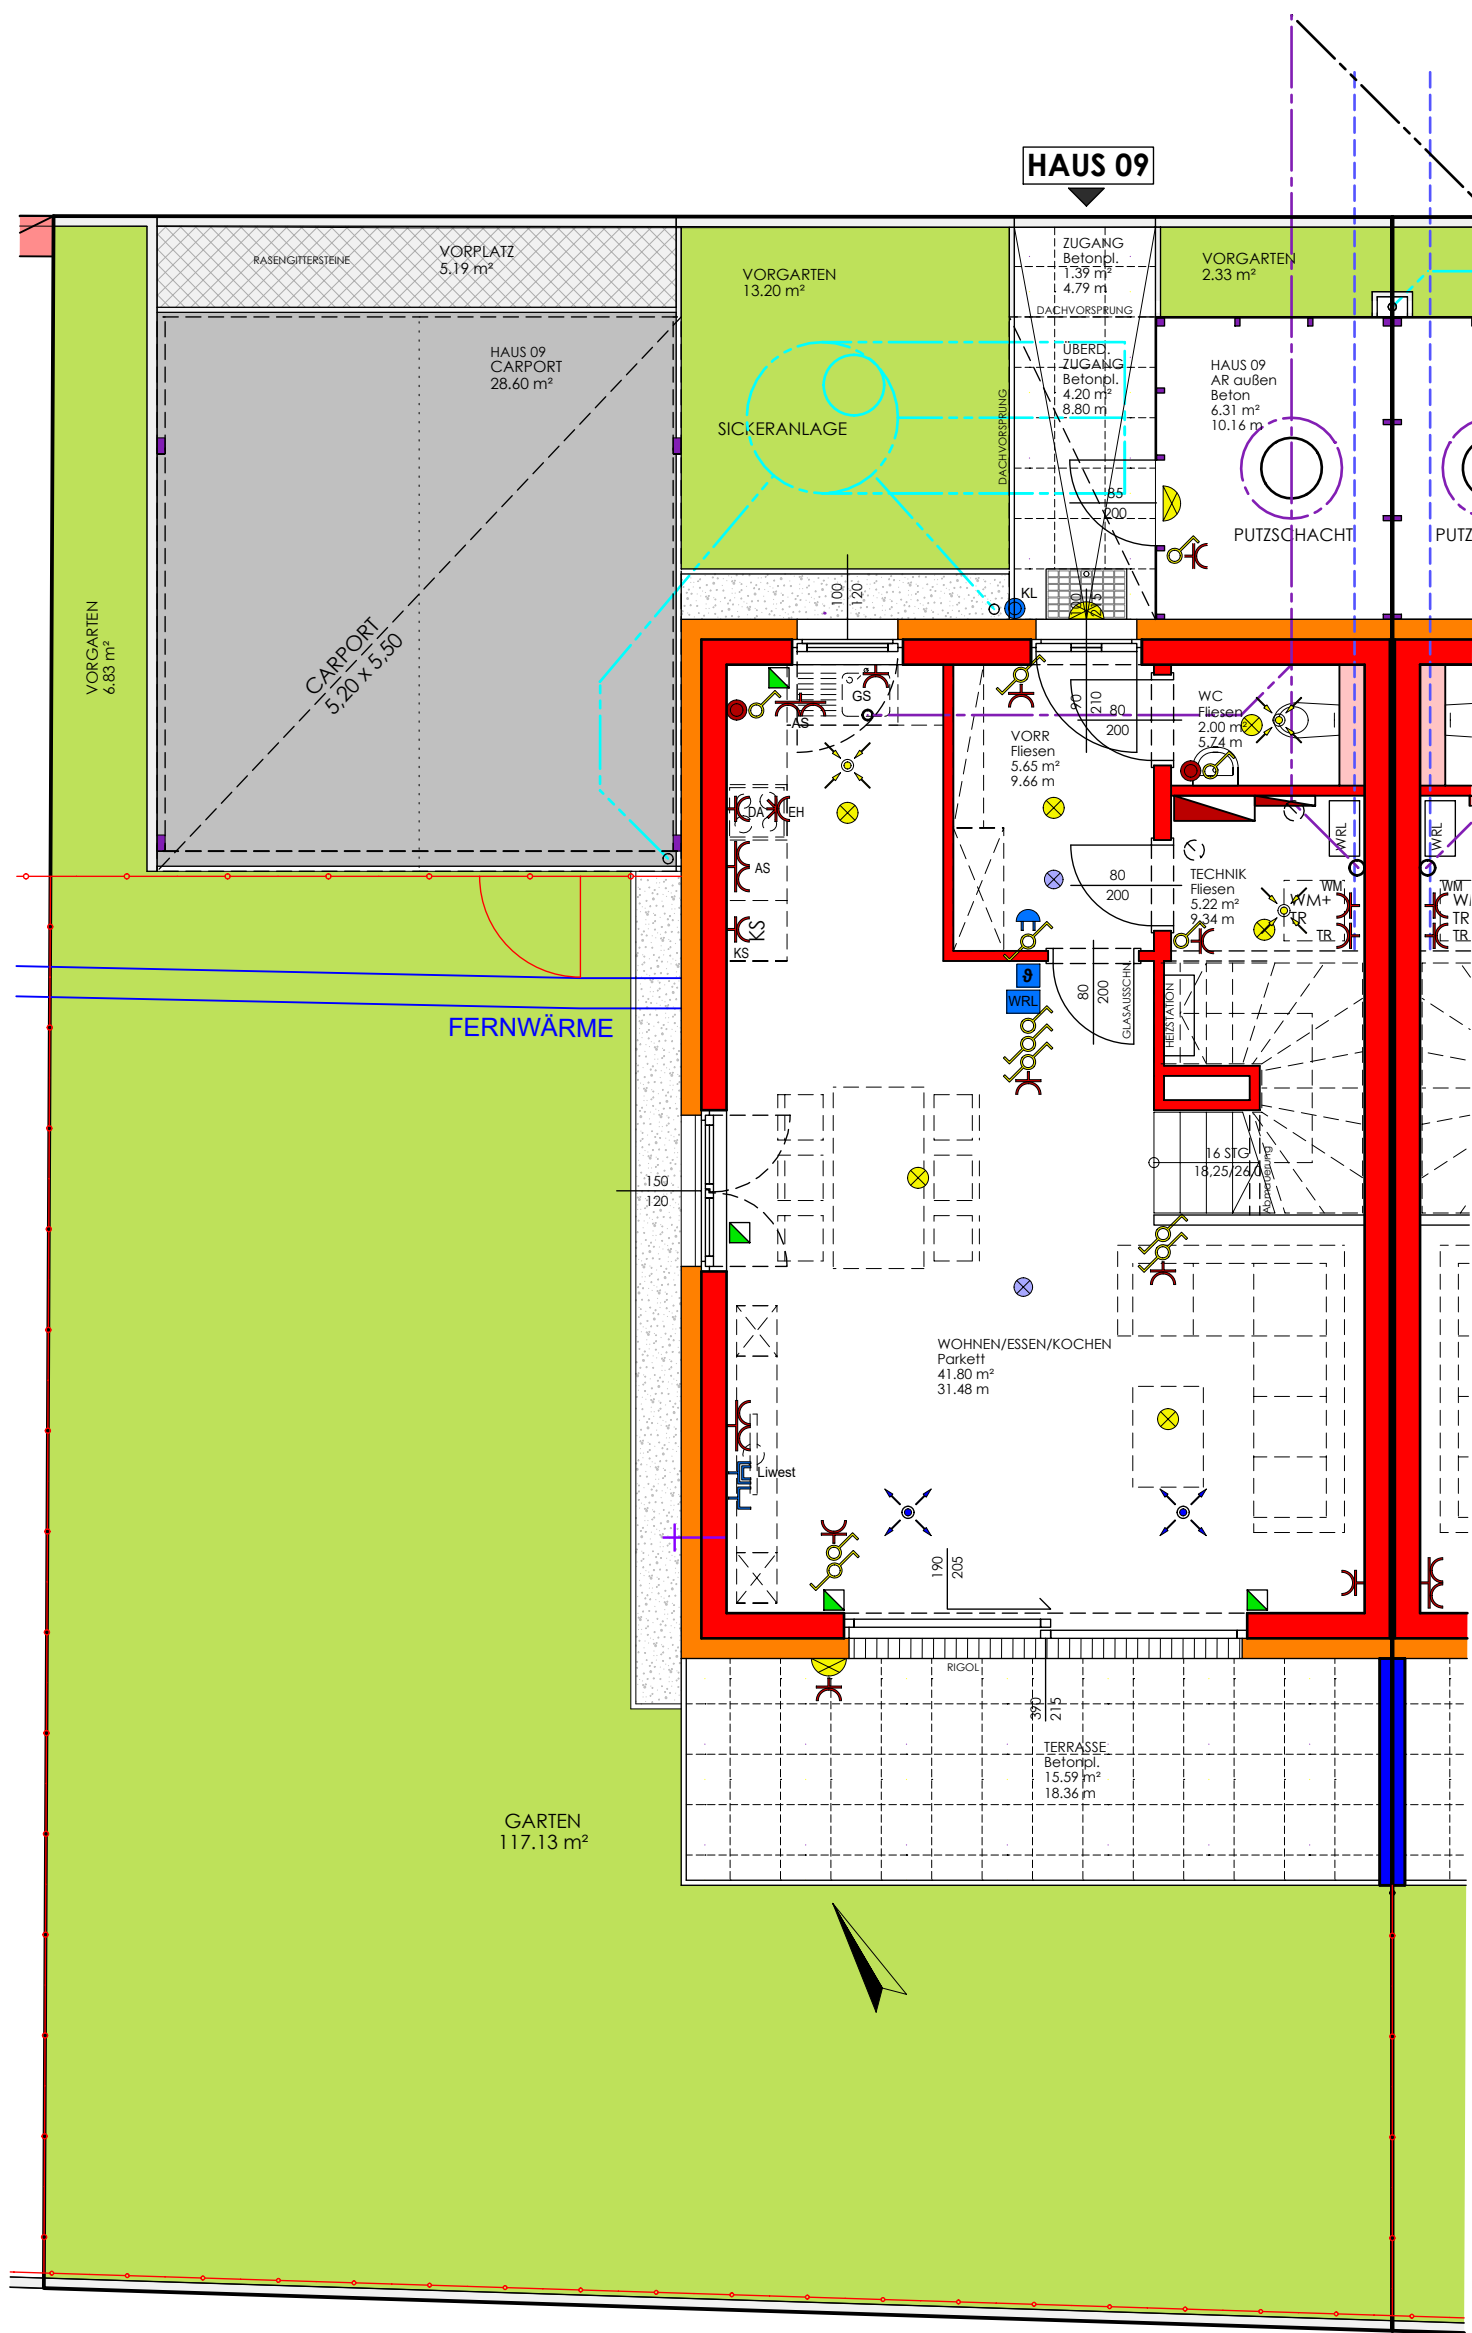 HAUS 09
RASENGITTERSTEINE
VORPLATZ
5.19 m²
VORGARTEN
13.20 m²
ZUGANG
Betonpl.
1.39 m²
4.79 m
DACHVORSPRUNG
VORGARTEN
2.33 m²
HAUS 09
CARPORT
28.60 m²
ÜBERD.
ZUGANG
Betonpl.
4.20 m²
8.80 m
DACHVORSPRUNG
HAUS 09
AR außen
Beton
6.31 m²
10.16 m
SICKERANLAGE
85
200
PUTZSCHACHT
PUTZ
VORGARTEN
6.83 m²
CARPORT
5,20 x 5,50
100
120
KL
GS
AS
90
210
80
200
WC
Fliesen
2.00 m²
5.74 m
VORR
Fliesen
5.65 m²
9.66 m
DA
EH
AS
KS
KS
WRL
WRL
80
200
TECHNIK
Fliesen
5.22 m²
9.34 m
WM
WM+
TR
TR
WM
TR
TR
ϑ
WRL
80
200
GLASAUSSCHN.
HEIZSTATION
FERNWÄRME
150
120
16 STG
18,25/26,0
Abmauerung
WOHNEN/ESSEN/KOCHEN
Parkett
41.80 m²
31.48 m
Liwest
190
205
RIGOL
390
215
TERRASSE
Betonpl.
15.59 m²
18.36 m
GARTEN
117.13 m²